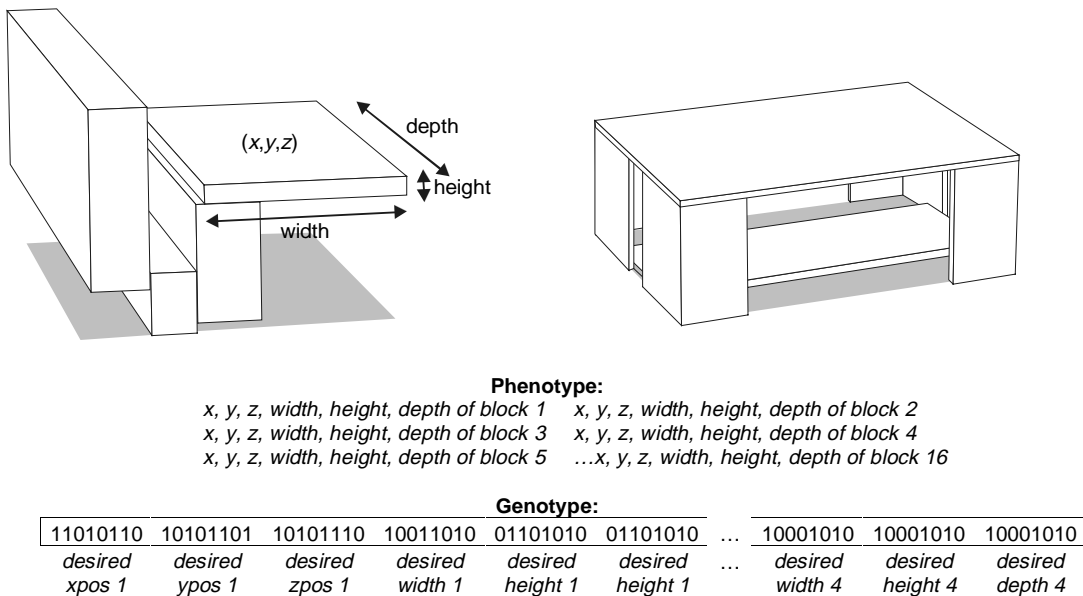 (x,y,z)
depth
height
width
Phenotype:
x, y, z, width, height, depth of block 1 x, y, z, width, height, depth of block 2
x, y, z, width, height, depth of block 3 x, y, z, width, height, depth of block 4
x, y, z, width, height, depth of block 5 …x, y, z, width, height, depth of block 16
Genotype:
11010110 10101101 10101110 10011010 01101010 01101010 … 10001010 10001010 10001010
desired desired desired desired desired desired … desired desired desired
xpos 1 ypos 1 zpos 1 width 1 height 1 height 1 width 4 height 4 depth 4